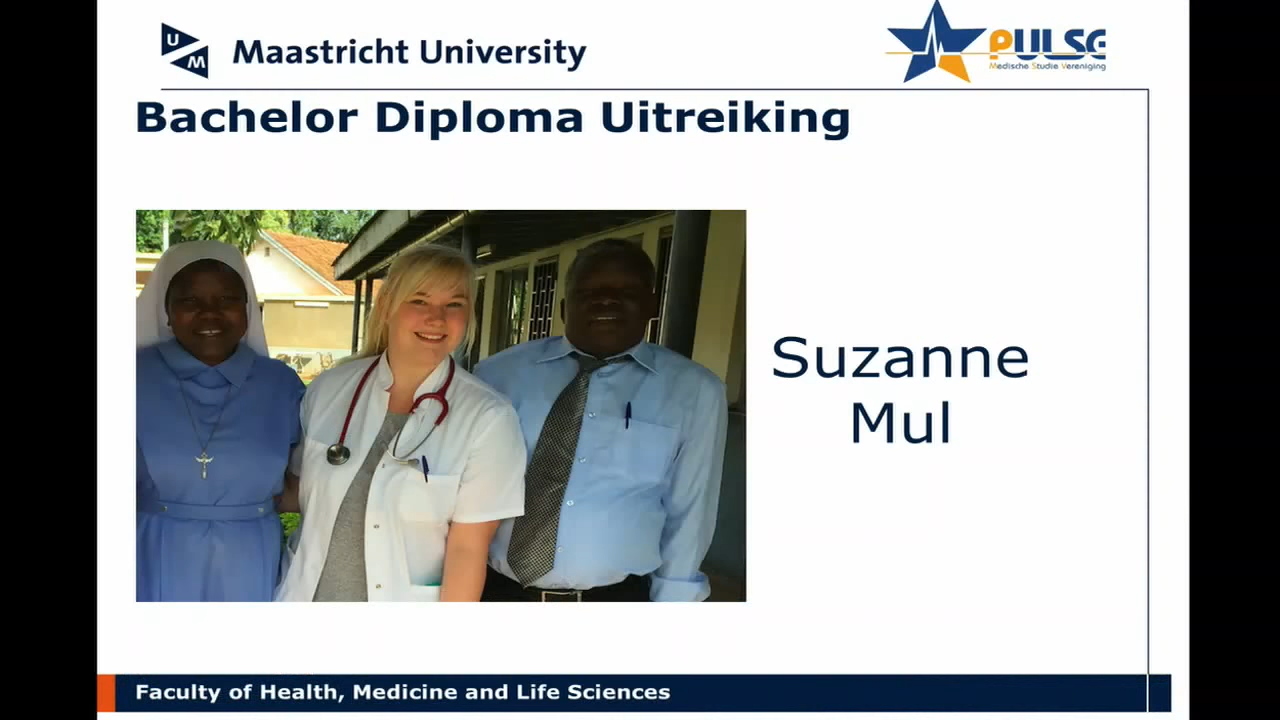 UM
Maastricht University
PULSE
Medische Studie Vereniging
Bachelor Diploma Uitreiking
Suzanne
Mul
Faculty of Health, Medicine and Life Sciences